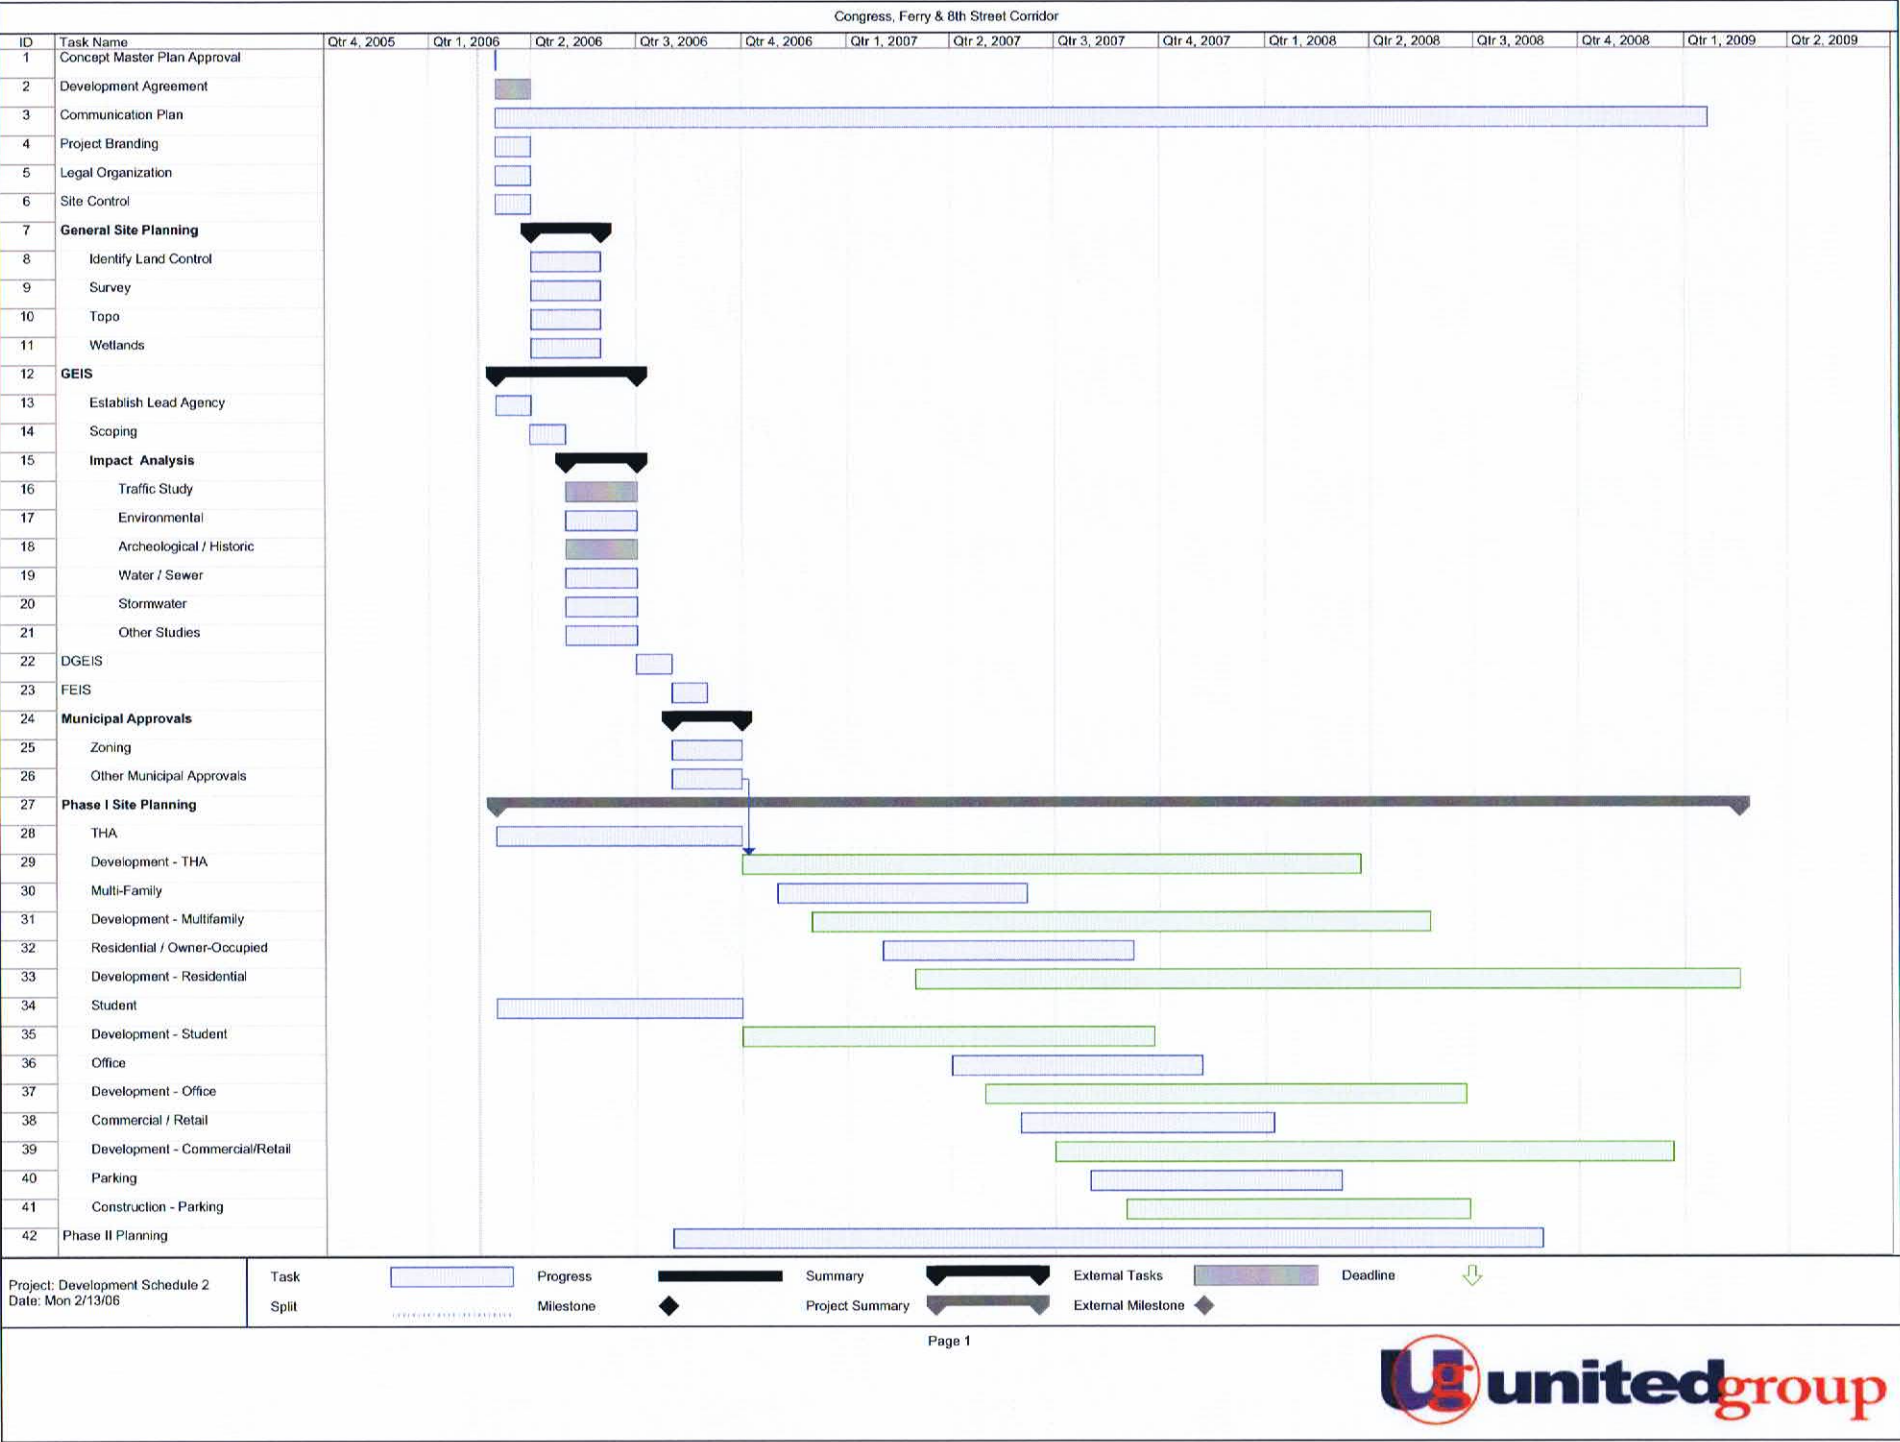 Congress, Ferry & 8th Street Corridor
ID Task Name Qtr 4, 2005 Qtr 1, 2006 Qtr 2, 2006 Qtr 3, 2006 Qtr 4, 2006 Qtr 1, 2007 Qtr 2, 2007 Qtr 3, 2007 Qtr 4, 2007 Qtr 1, 2008 Qtr 2, 2008 Qtr 3, 2008 Qtr 4, 2008 Qtr 1, 2009 Qtr 2, 2009
1 Concept Master Plan Approval
2 Development Agreement
3 Communication Plan
4 Project Branding
5 Legal Organization
6 Site Control
7 General Site Planning
8 Identify Land Control
9 Survey
10 Topo
11 Wetlands
12 GEIS
13 Establish Lead Agency
14 Scoping
15 Impact Analysis
16 Traffic Study
17 Environmental
18 Archeological / Historic
19 Water / Sewer
20 Stormwater
21 Other Studies
22 DGEIS
23 FEIS
24 Municipal Approvals
25 Zoning
26 Other Municipal Approvals
27 Phase I Site Planning
28 THA
29 Development - THA
30 Multi-Family
31 Development - Multifamily
32 Residential / Owner-Occupied
33 Development - Residential
34 Student
35 Development - Student
36 Office
37 Development - Office
38 Commercial / Retail
39 Development - Commercial/Retail
40 Parking
41 Construction - Parking
42 Phase II Planning
Project: Development Schedule 2
Date: Mon 2/13/06
Task Progress Summary External Tasks Deadline
Split Milestone Project Summary External Milestone
Page 1
Ug unitedgroup